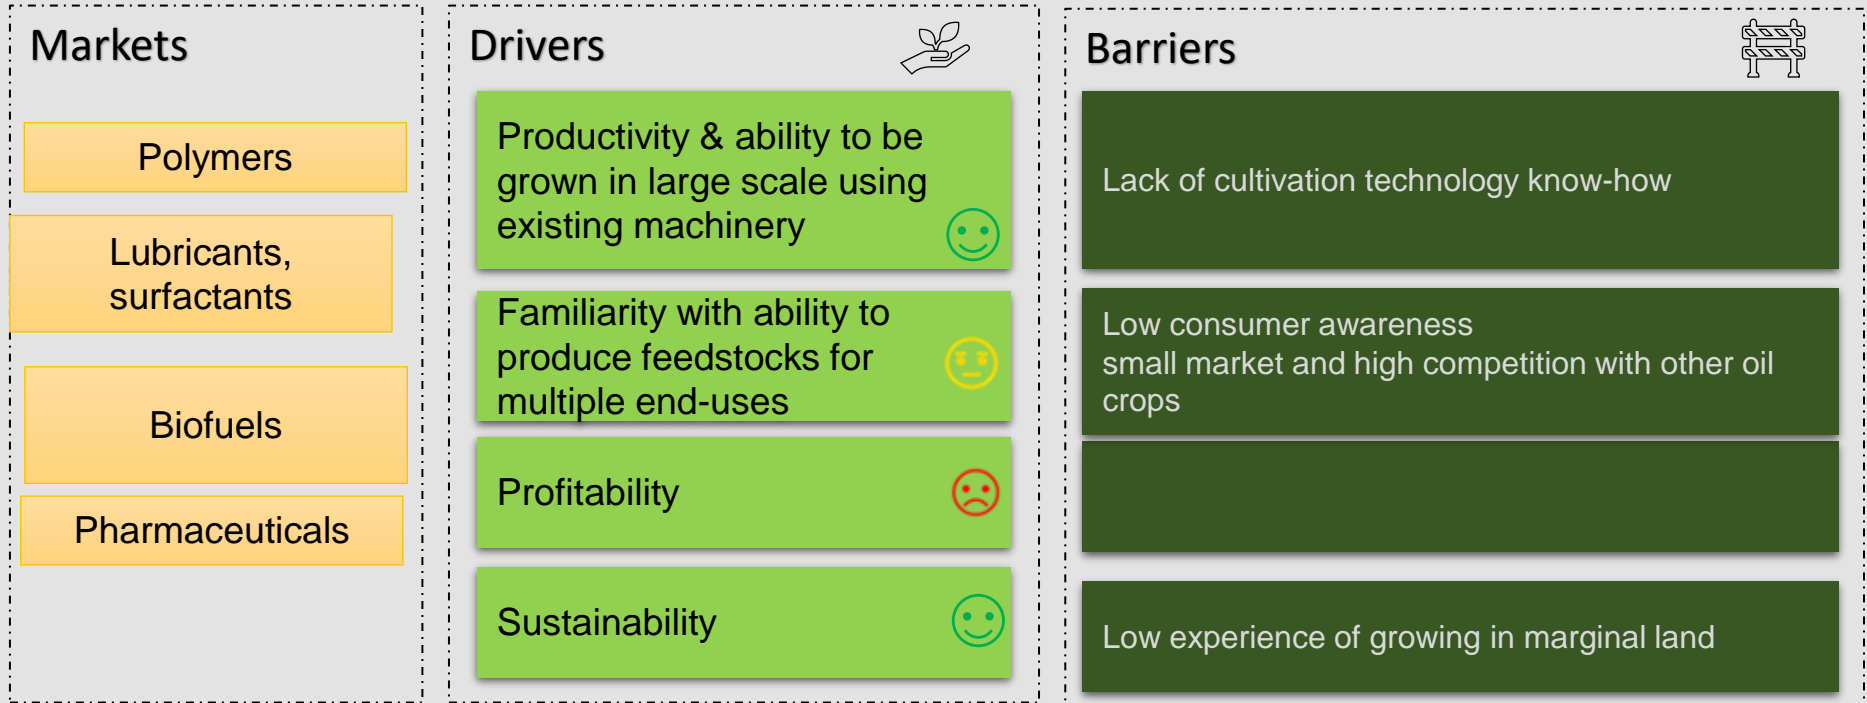 Markets
Polymers
Lubricants,
surfactants
Biofuels
Pharmaceuticals
Drivers
Productivity & ability to be
grown in large scale using
existing machinery
Familiarity with ability to
produce feedstocks for
multiple end-uses
Profitability
Sustainability
Barriers
Lack of cultivation technology know-how
Low consumer awareness
small market and high competition with other oil
crops
Low experience of growing in marginal land